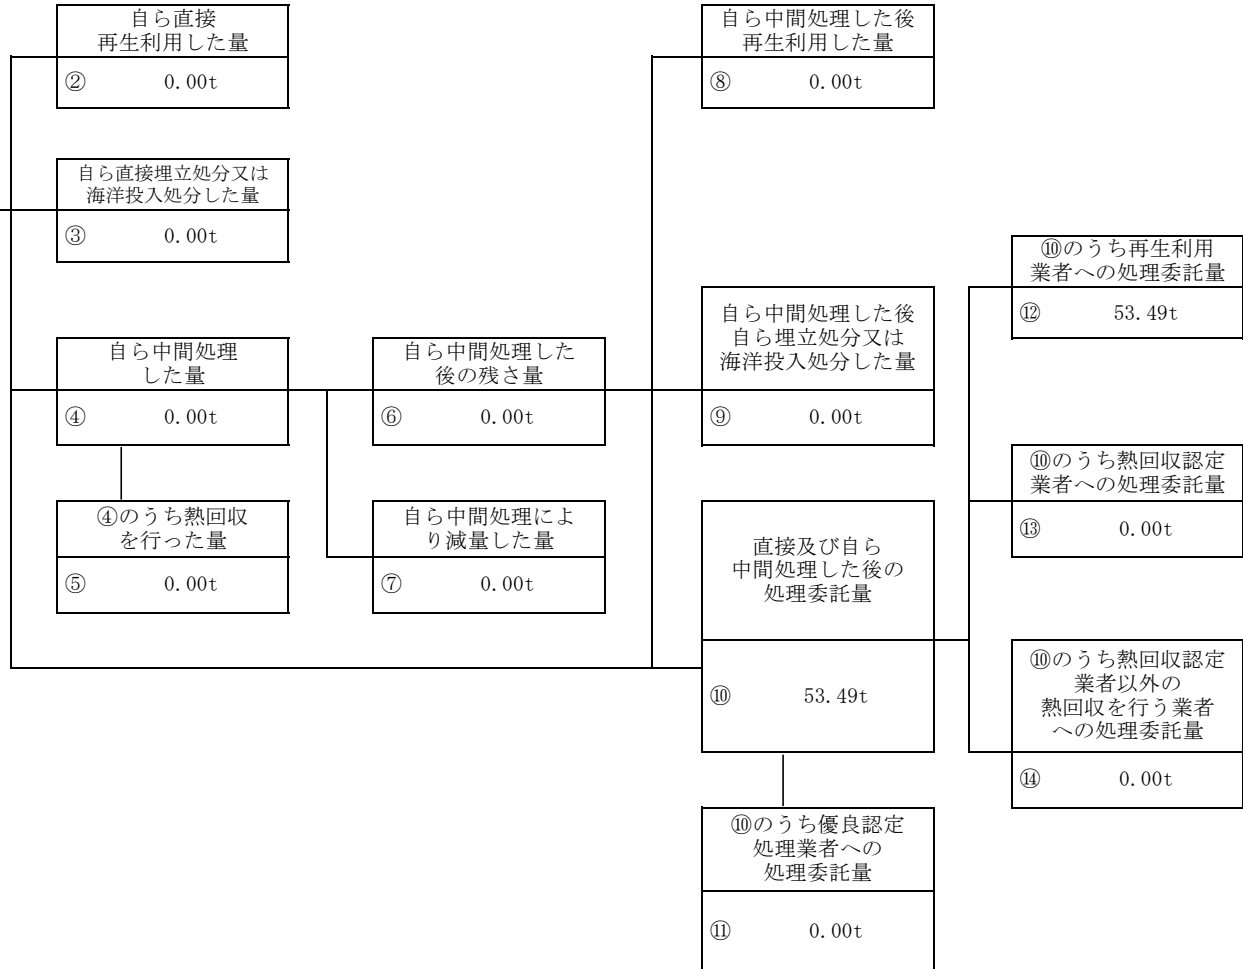 自ら直接
再生利用した量
② 0.00t
自ら直接埋立処分又は
海洋投入処分した量
③ 0.00t
自ら中間処理
した量
④ 0.00t
④のうち熱回収
を行った量
⑤ 0.00t
自ら中間処理した
後の残さ量
⑥ 0.00t
自ら中間処理によ
り減量した量
⑦ 0.00t
自ら中間処理した後
再生利用した量
⑧ 0.00t
自ら中間処理した後
自ら埋立処分又は
海洋投入処分した量
⑨ 0.00t
直接及び自ら
中間処理した後の
処理委託量
⑩ 53.49t
⑩のうち優良認定
処理業者への
処理委託量
⑪ 0.00t
⑩のうち再生利用
業者への処理委託量
⑫ 53.49t
⑩のうち熱回収認定
業者への処理委託量
⑬ 0.00t
⑩のうち熱回収認定
業者以外の
熱回収を行う業者
への処理委託量
⑭ 0.00t